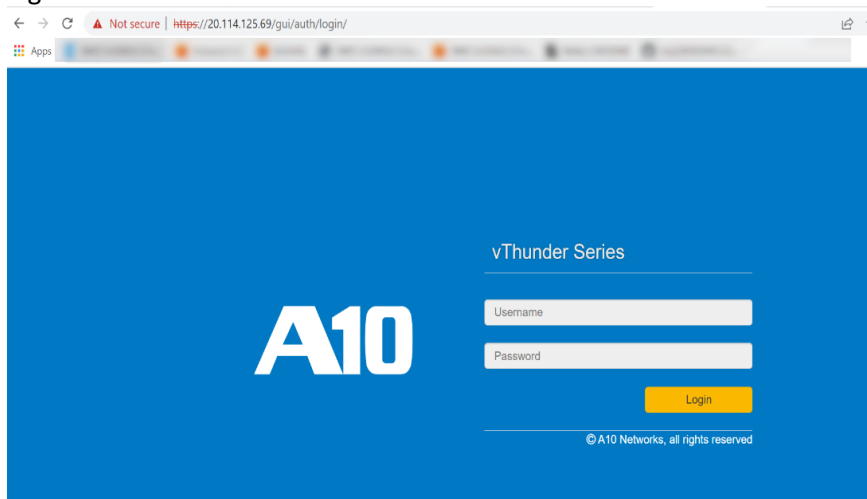 Not secure | https://20.114.125.69/gui/auth/login/
Apps
vThunder Series
A10
Username
Password
Login
© A10 Networks, all rights reserved